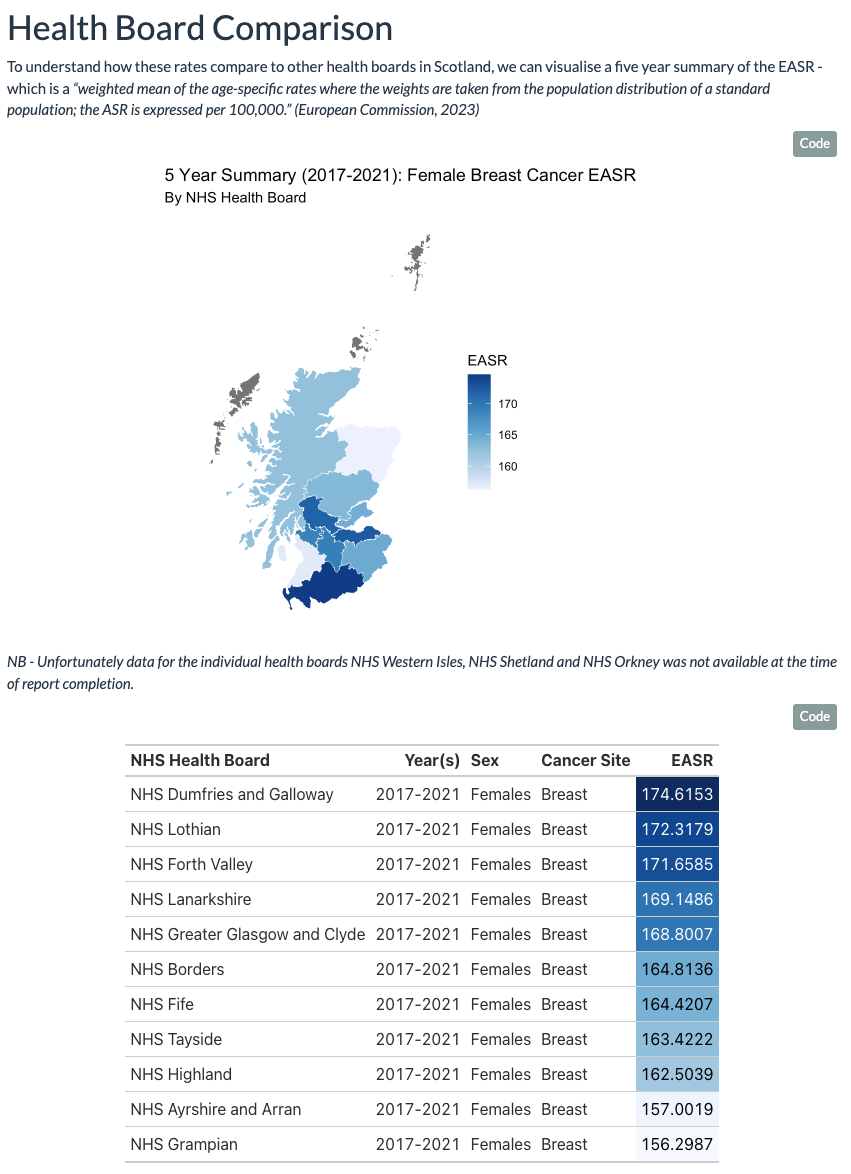 Health Board Comparison
To understand how these rates compare to other health boards in Scotland, we can visualise a five year summary of the EASR -
which is a “weighted mean of the age-specific rates where the weights are taken from the population distribution of a standard
population; the ASR is expressed per 100,000.” (European Commission, 2023)
Code
5 Year Summary (2017-2021): Female Breast Cancer EASR
By NHS Health Board
EASR
170
165
160
NB - Unfortunately data for the individual health boards NHS Western Isles, NHS Shetland and NHS Orkney was not available at the time
of report completion.
Code
NHS Health Board Year(s) Sex Cancer Site EASR
NHS Dumfries and Galloway 2017-2021 Females Breast 174.6153
NHS Lothian 2017-2021 Females Breast 172.3179
NHS Forth Valley 2017-2021 Females Breast 171.6585
NHS Lanarkshire 2017-2021 Females Breast 169.1486
NHS Greater Glasgow and Clyde 2017-2021 Females Breast 168.8007
NHS Borders 2017-2021 Females Breast 164.8136
NHS Fife 2017-2021 Females Breast 164.4207
NHS Tayside 2017-2021 Females Breast 163.4222
NHS Highland 2017-2021 Females Breast 162.5039
NHS Ayrshire and Arran 2017-2021 Females Breast 157.0019
NHS Grampian 2017-2021 Females Breast 156.2987